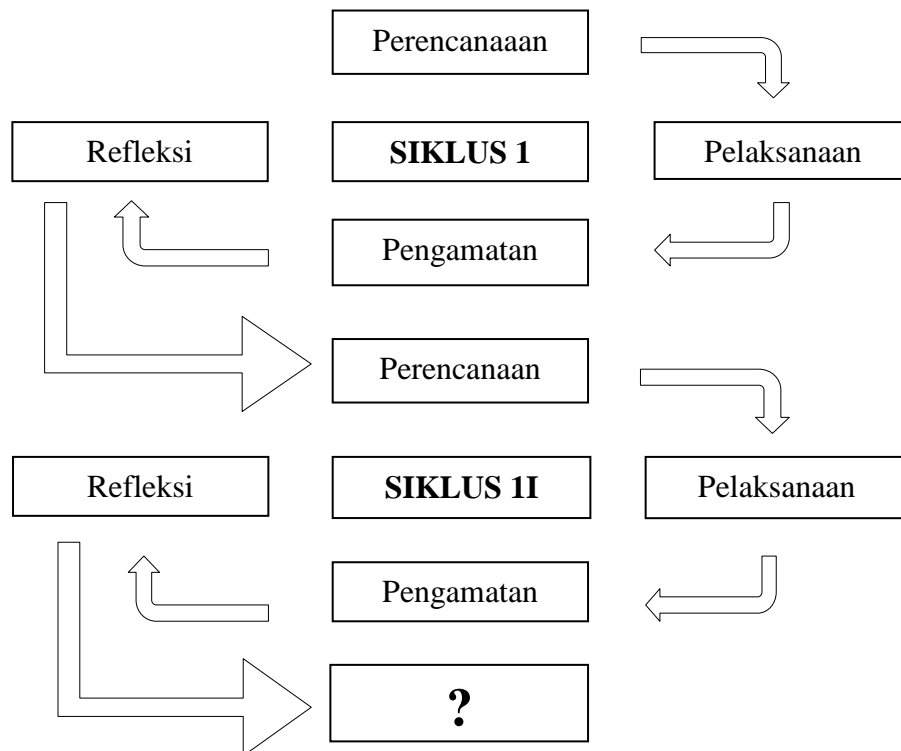 Perencanaaan
Refleksi
SIKLUS 1
Pelaksanaan
Pengamatan
Perencanaan
Refleksi
SIKLUS 1I
Pelaksanaan
Pengamatan
?